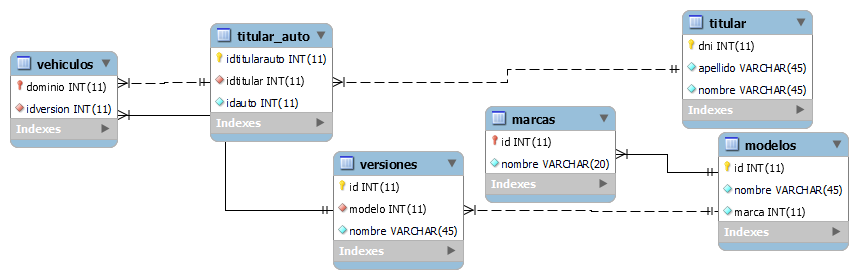 vehiculos
dominio INT(11)
idversion INT(11)
Indexes
titular_auto
idtitularauto INT(11)
idtitular INT(11)
idauto INT(11)
Indexes
titular
dni INT(11)
apellido VARCHAR(45)
nombre VARCHAR(45)
Indexes
versiones
id INT(11)
modelo INT(11)
nombre VARCHAR(45)
Indexes
marcas
id INT(11)
nombre VARCHAR(20)
Indexes
modelos
id INT(11)
nombre VARCHAR(45)
marca INT(11)
Indexes